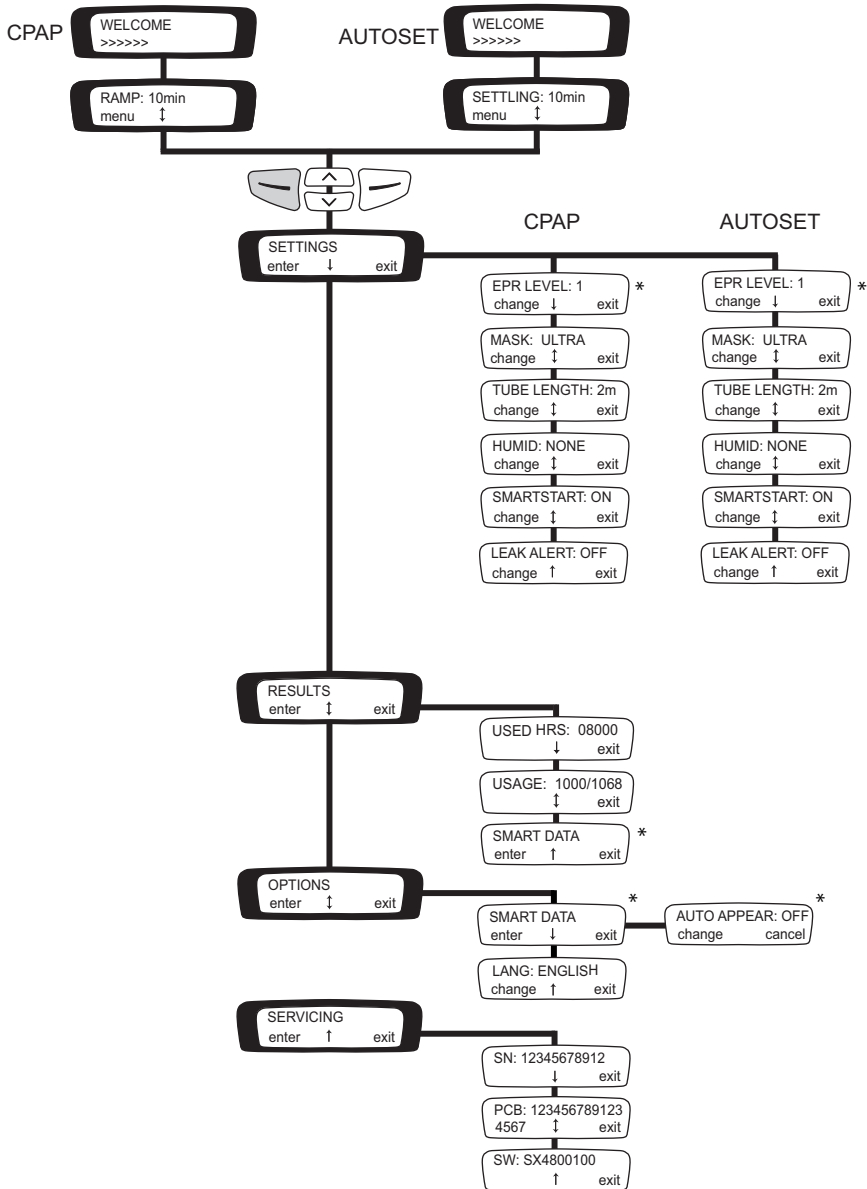 CPAP
WELCOME
>>>>>>
AUTOSET
WELCOME
>>>>>>
RAMP: 10min
menu ↕
SETTLING: 10min
menu ↕
SETTINGS
enter ↓ exit
CPAP
EPR LEVEL: 1
change ↓ exit
*
MASK: ULTRA
change ↕ exit
TUBE LENGTH: 2m
change ↕ exit
HUMID: NONE
change ↕ exit
SMARTSTART: ON
change ↕ exit
LEAK ALERT: OFF
change ↑ exit
AUTOSET
EPR LEVEL: 1
change ↓ exit
*
MASK: ULTRA
change ↕ exit
TUBE LENGTH: 2m
change ↕ exit
HUMID: NONE
change ↕ exit
SMARTSTART: ON
change ↕ exit
LEAK ALERT: OFF
change ↑ exit
RESULTS
enter ↕ exit
USED HRS: 08000
↓ exit
USAGE: 1000/1068
↕ exit
SMART DATA
enter ↑ exit
*
OPTIONS
enter ↕ exit
SMART DATA
enter ↓ exit
*
AUTO APPEAR: OFF
change cancel
*
LANG: ENGLISH
change ↑ exit
SERVICING
enter ↑ exit
SN: 12345678912
↓ exit
PCB: 123456789123
4567 ↕ exit
SW: SX4800100
↑ exit